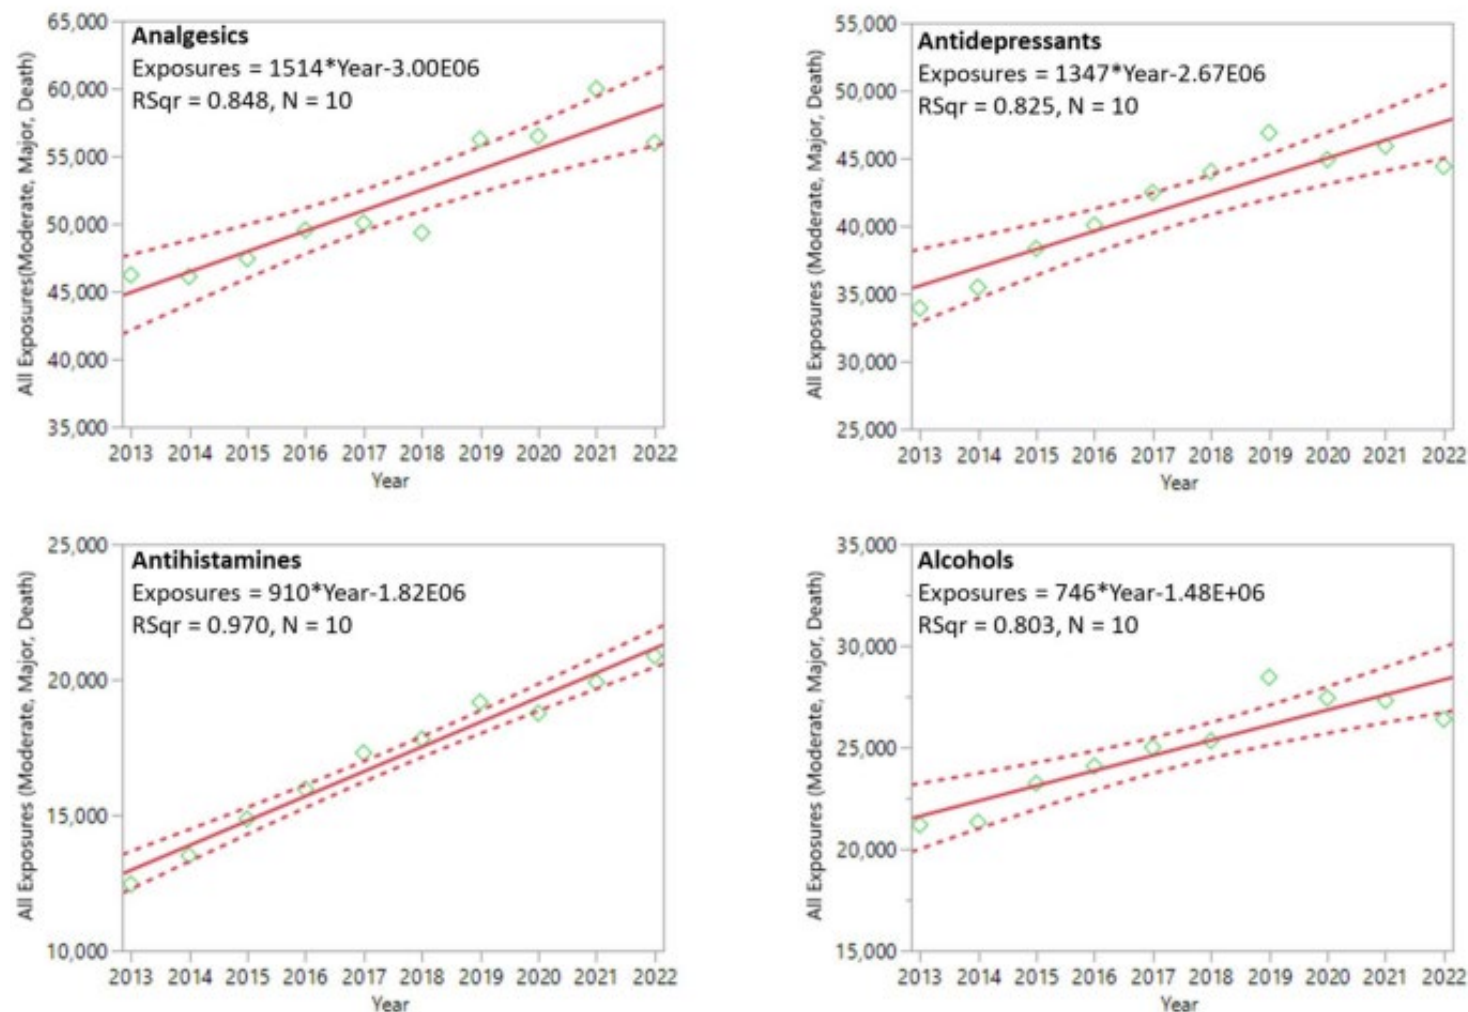 Analgesics
Exposures = 1514*Year-3.00E06
RSqr = 0.848, N = 10
All Exposures(Moderate, Major, Death)
65,000
60,000
55,000
50,000
45,000
40,000
35,000
2013 2014 2015 2016 2017 2018 2019 2020 2021 2022
Year
Antidepressants
Exposures = 1347*Year-2.67E06
RSqr = 0.825, N = 10
All Exposures (Moderate, Major, Death)
55,000
50,000
45,000
40,000
35,000
30,000
25,000
2013 2014 2015 2016 2017 2018 2019 2020 2021 2022
Year
Antihistamines
Exposures = 910*Year-1.82E06
RSqr = 0.970, N = 10
All Exposures (Moderate, Major, Death)
25,000
20,000
15,000
10,000
2013 2014 2015 2016 2017 2018 2019 2020 2021 2022
Year
Alcohols
Exposures = 746*Year-1.48E+06
RSqr = 0.803, N = 10
All Exposures (Moderate, Major, Death)
35,000
30,000
25,000
20,000
15,000
2013 2014 2015 2016 2017 2018 2019 2020 2021 2022
Year